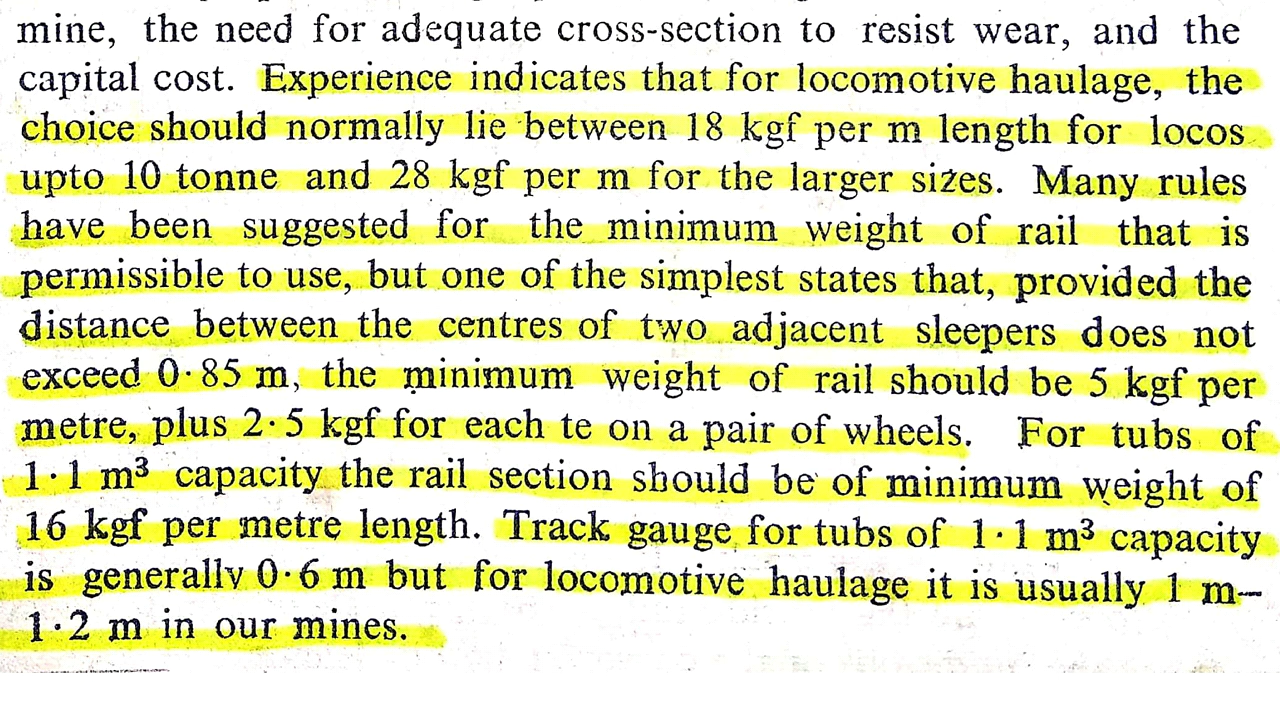 mine, the need for adequate cross-section to resist wear, and the
capital cost. Experience indicates that for locomotive haulage, the
choice should normally lie between 18 kgf per m length for locos
upto 10 tonne and 28 kgf per m for the larger sizes. Many rules
have been suggested for the minimum weight of rail that is
permissible to use, but one of the simplest states that, provided the
distance between the centres of two adjacent sleepers does not
exceed 0·85 m, the minimum weight of rail should be 5 kgf per
metre, plus 2·5 kgf for each te on a pair of wheels. For tubs of
1·1 m³ capacity the rail section should be of minimum weight of
16 kgf per metre length. Track gauge for tubs of 1·1 m³ capacity
is generally 0·6 m but for locomotive haulage it is usually 1 m–
1·2 m in our mines.